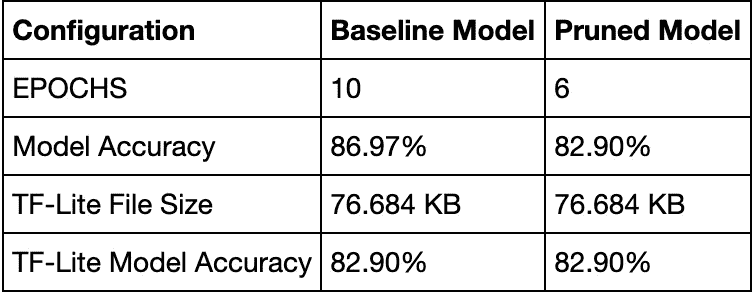 Configuration Baseline Model Pruned Model
EPOCHS 10 6
Model Accuracy 86.97% 82.90%
TF-Lite File Size 76.684 KB 76.684 KB
TF-Lite Model Accuracy 82.90% 82.90%